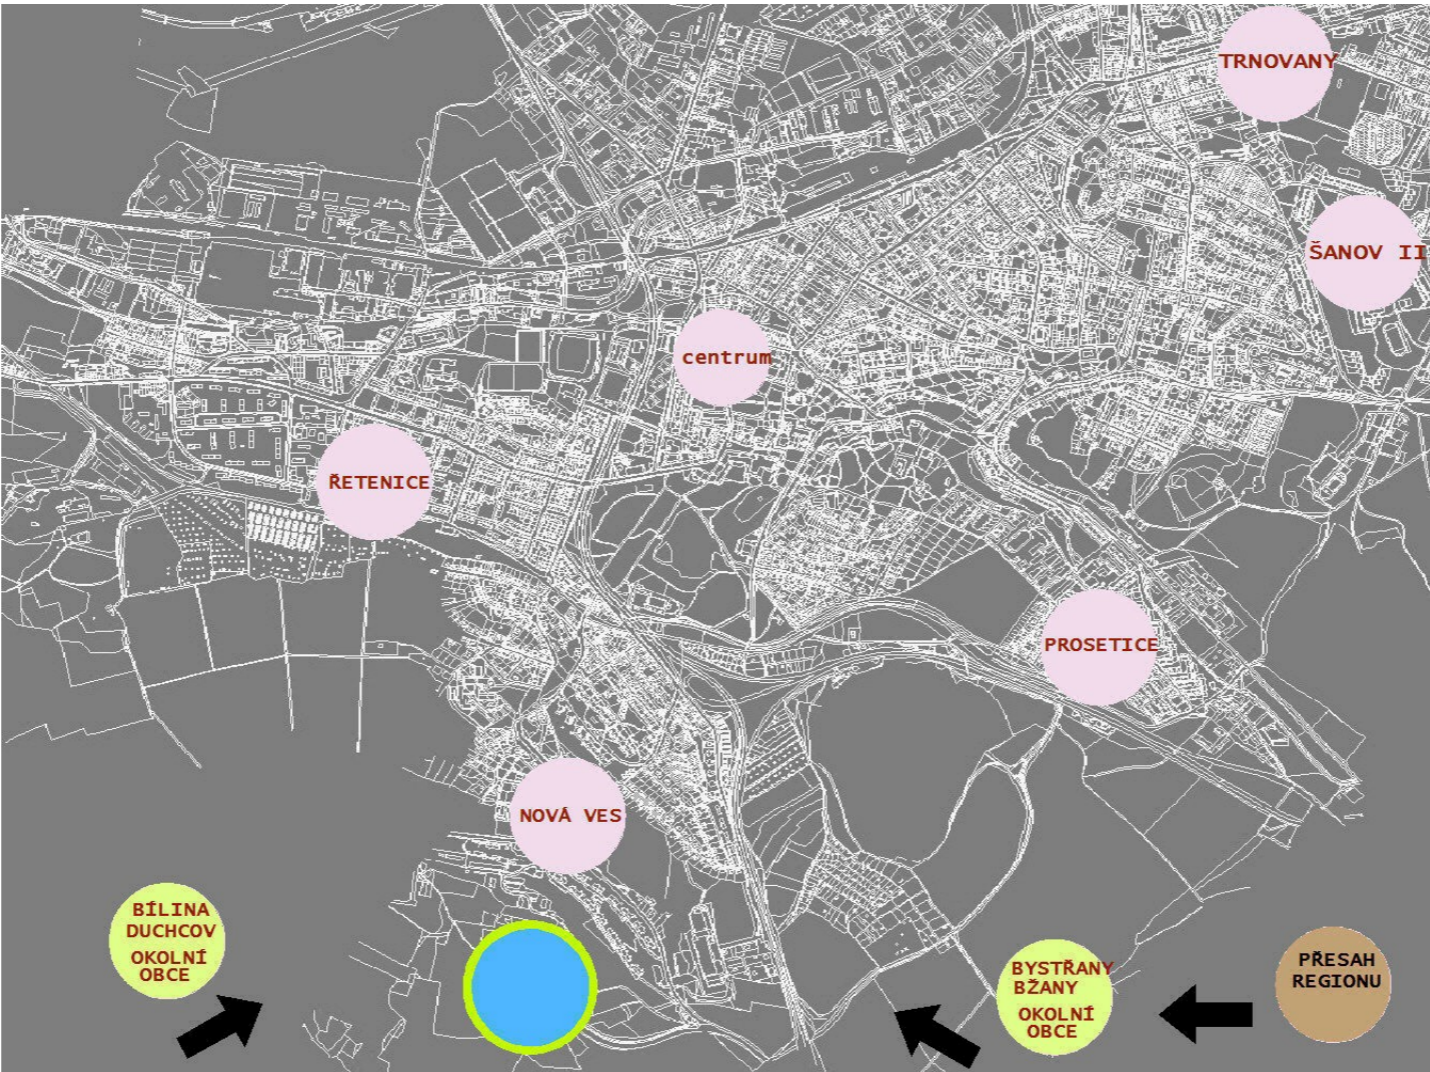 TRNOVANY
ŠANOV II
centrum
ŘETENICE
PROSETICE
NOVÁ VES
BÍLINA
DUCHCOV
OKOLNÍ
OBCE
BYSTŘANY
BŽANY
OKOLNÍ
OBCE
PŘESAH
REGIONU